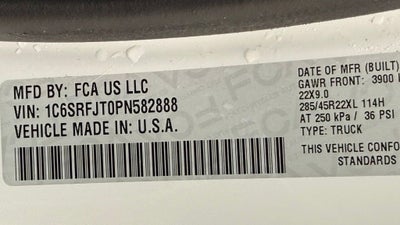 MFD BY: FCA US LLC
VIN: 1C6SRFJT0PN582888
VEHICLE MADE IN: U.S.A.
DATE OF MFR (BUILT)
GAWR FRONT: 3900
22X9.0
285/45R22XL 114H
AT 250 kPa / 36 PSI
TYPE: TRUCK
THIS VEHICLE CONFO
STANDARDS